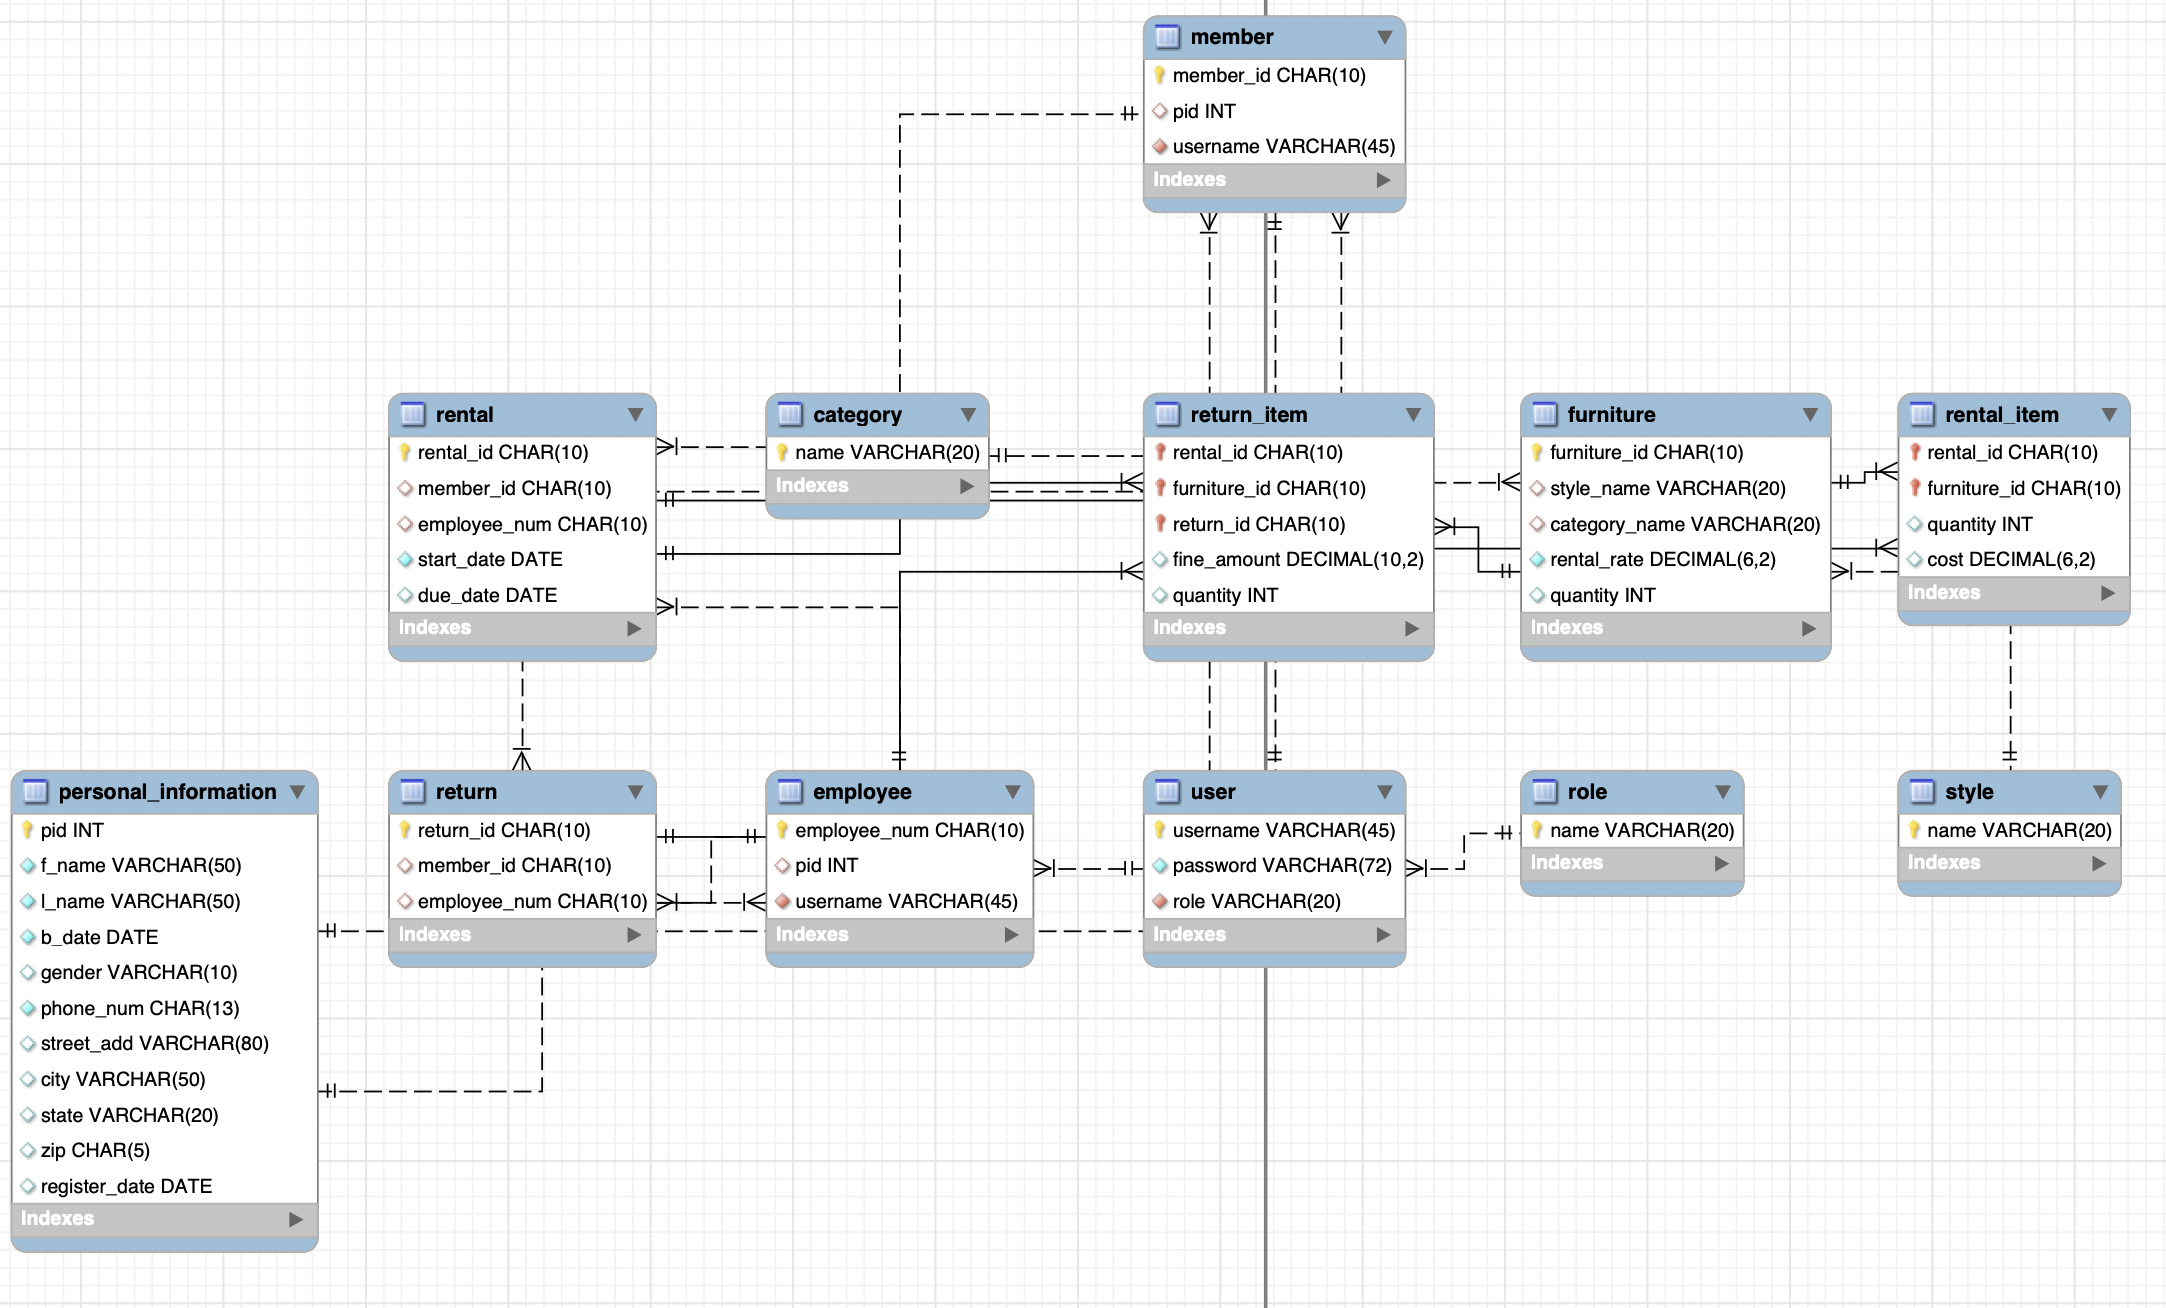 member
member_id CHAR(10)
pid INT
username VARCHAR(45)
Indexes
rental
rental_id CHAR(10)
member_id CHAR(10)
employee_num CHAR(10)
start_date DATE
due_date DATE
Indexes
category
name VARCHAR(20)
Indexes
return_item
rental_id CHAR(10)
furniture_id CHAR(10)
return_id CHAR(10)
fine_amount DECIMAL(10,2)
quantity INT
Indexes
furniture
furniture_id CHAR(10)
style_name VARCHAR(20)
category_name VARCHAR(20)
rental_rate DECIMAL(6,2)
quantity INT
Indexes
rental_item
rental_id CHAR(10)
furniture_id CHAR(10)
quantity INT
cost DECIMAL(6,2)
Indexes
personal_information
pid INT
f_name VARCHAR(50)
l_name VARCHAR(50)
b_date DATE
gender VARCHAR(10)
phone_num CHAR(13)
street_add VARCHAR(80)
city VARCHAR(50)
state VARCHAR(20)
zip CHAR(5)
register_date DATE
Indexes
return
return_id CHAR(10)
member_id CHAR(10)
employee_num CHAR(10)
Indexes
employee
employee_num CHAR(10)
pid INT
username VARCHAR(45)
Indexes
user
username VARCHAR(45)
password VARCHAR(72)
role VARCHAR(20)
Indexes
role
name VARCHAR(20)
Indexes
style
name VARCHAR(20)
Indexes